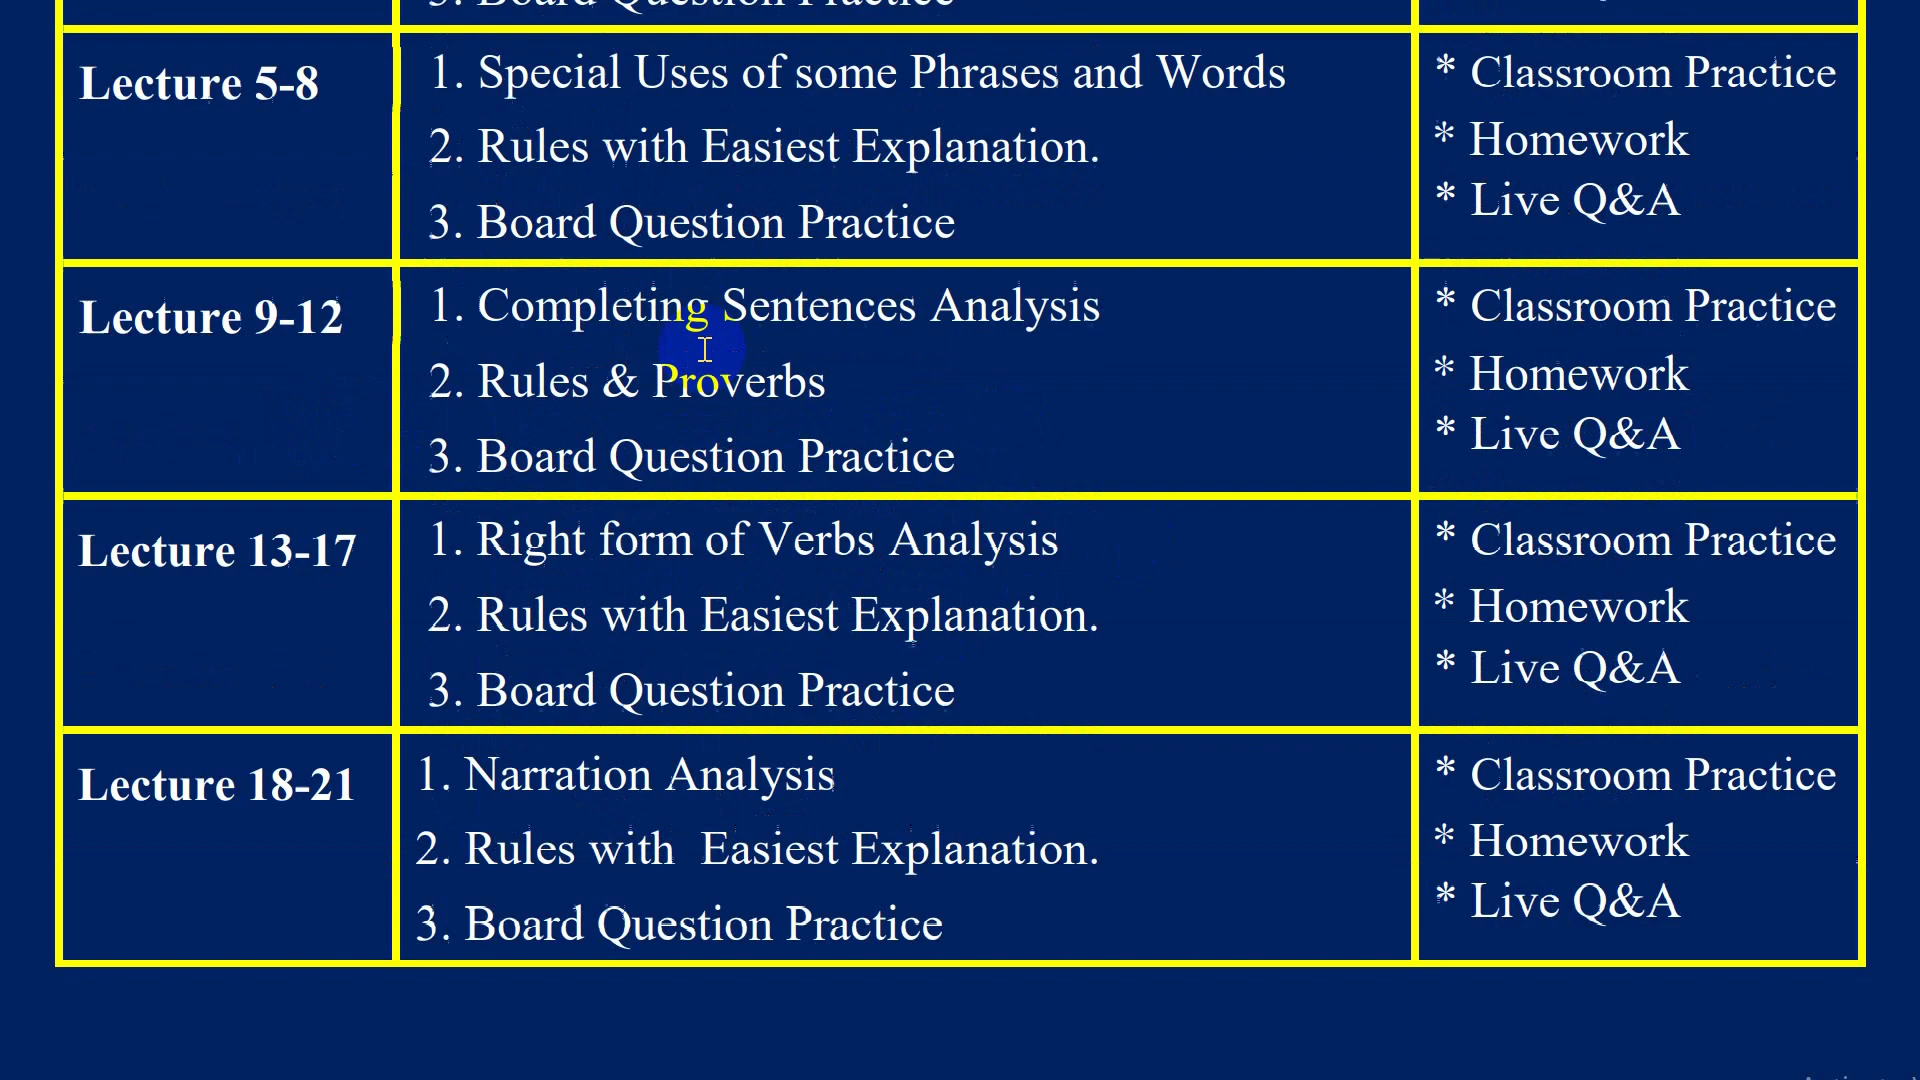 3. Board Question Practice
Lecture 5-8
1. Special Uses of some Phrases and Words
2. Rules with Easiest Explanation.
3. Board Question Practice
* Classroom Practice
* Homework
* Live Q&A
Lecture 9-12
1. Completing Sentences Analysis
2. Rules & Proverbs
3. Board Question Practice
* Classroom Practice
* Homework
* Live Q&A
Lecture 13-17
1. Right form of Verbs Analysis
2. Rules with Easiest Explanation.
3. Board Question Practice
* Classroom Practice
* Homework
* Live Q&A
Lecture 18-21
1. Narration Analysis
2. Rules with  Easiest Explanation.
3. Board Question Practice
* Classroom Practice
* Homework
* Live Q&A